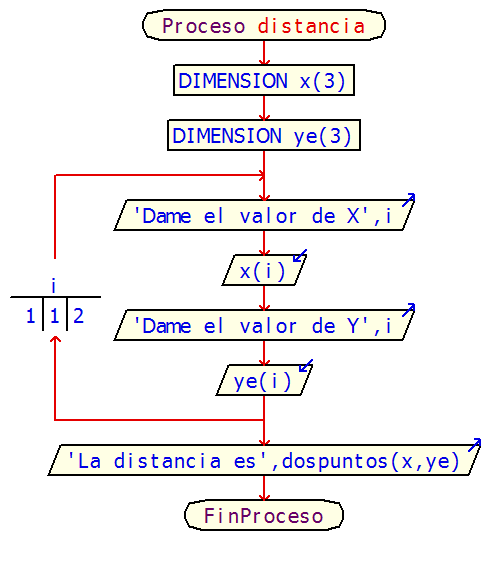 Proceso distancia
DIMENSION x(3)
DIMENSION ye(3)
'Dame el valor de X',i
x(i)
i
1 1 2
'Dame el valor de Y',i
ye(i)
'La distancia es',dospuntos(x,ye)
FinProceso